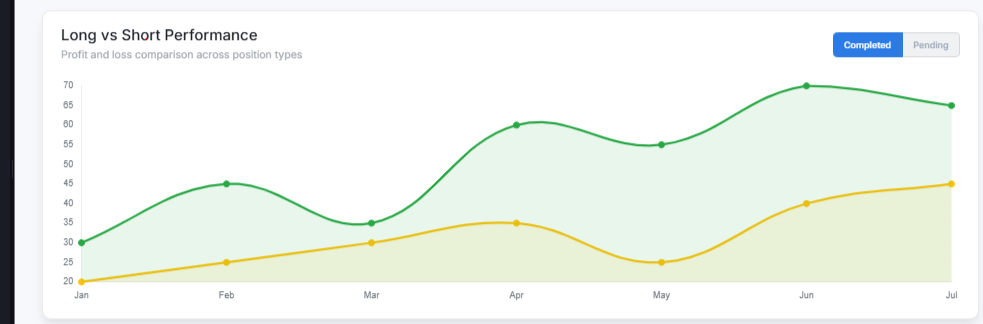 Long vs Short Performance
Profit and loss comparison across position types
Completed
Pending
70
65
60
55
50
45
40
35
30
25
20
Jan Feb Mar Apr May Jun Jul